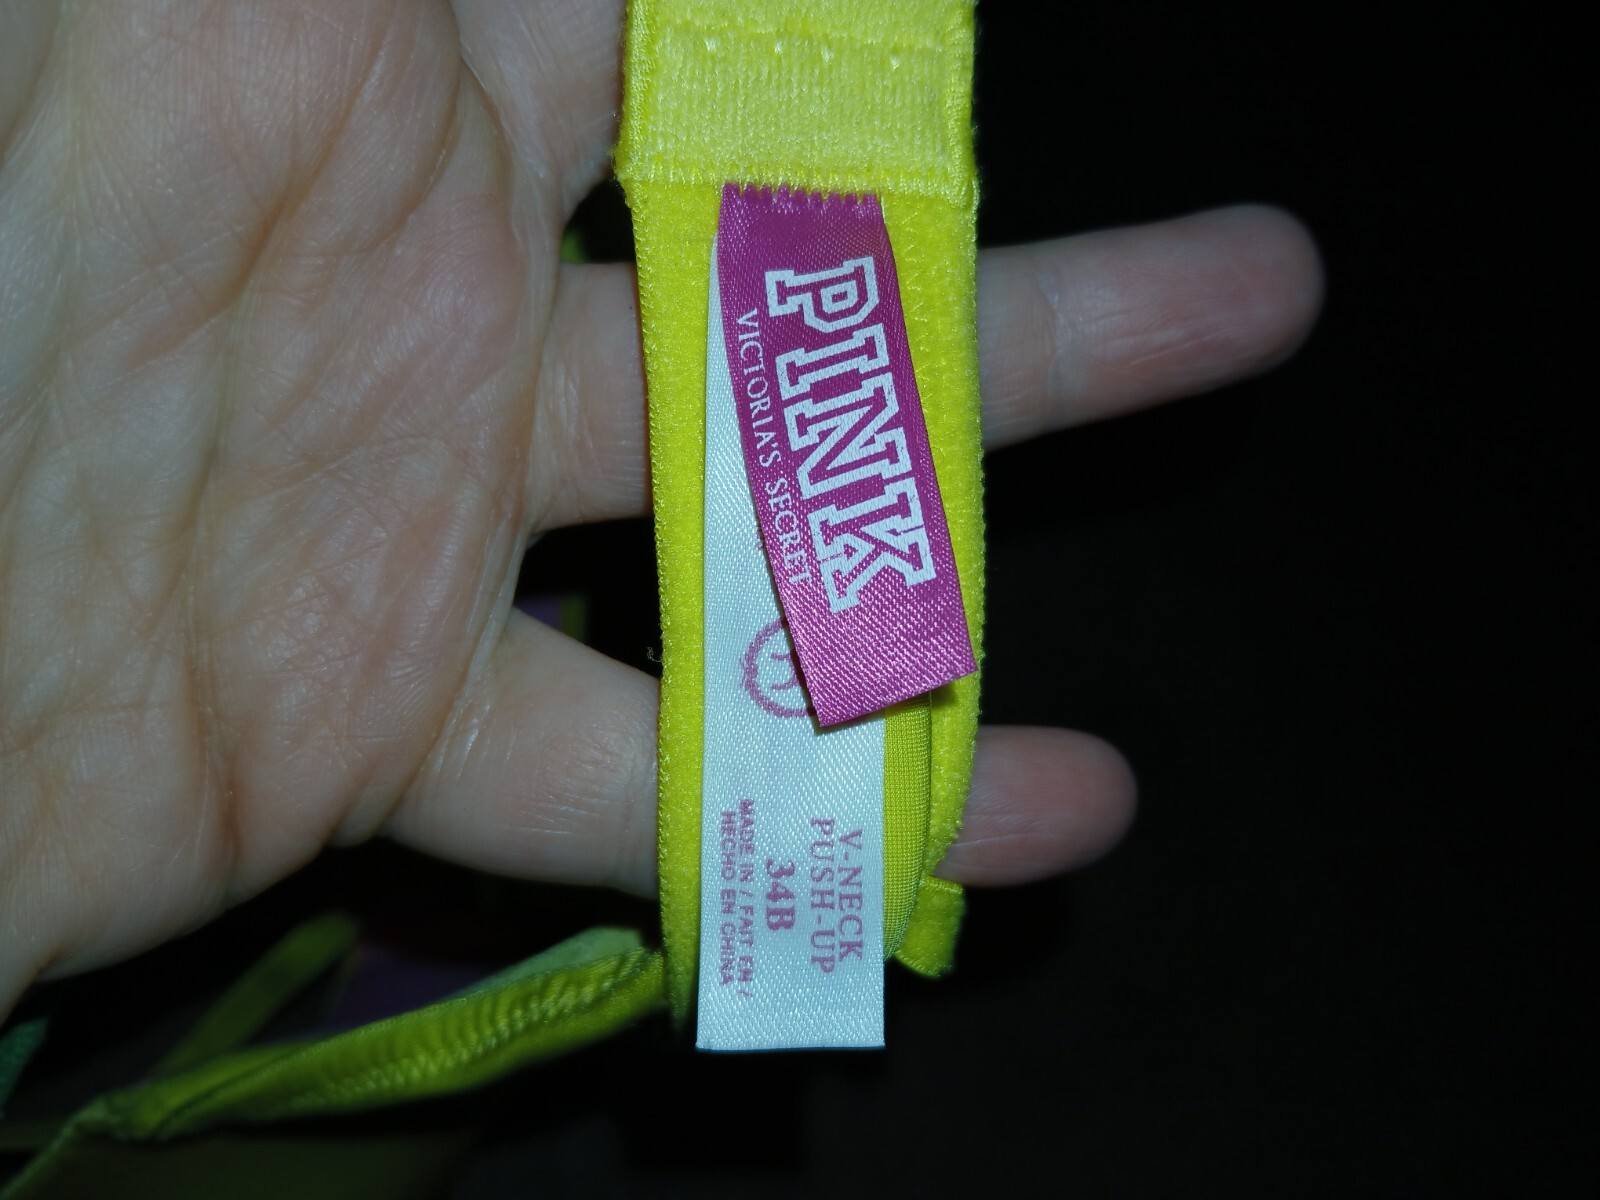 PINK
VICTORIA'S SECRET
V-NECK
PUSH-UP
34B
MADE IN / FAIT EN /
HECHO EN CHINA